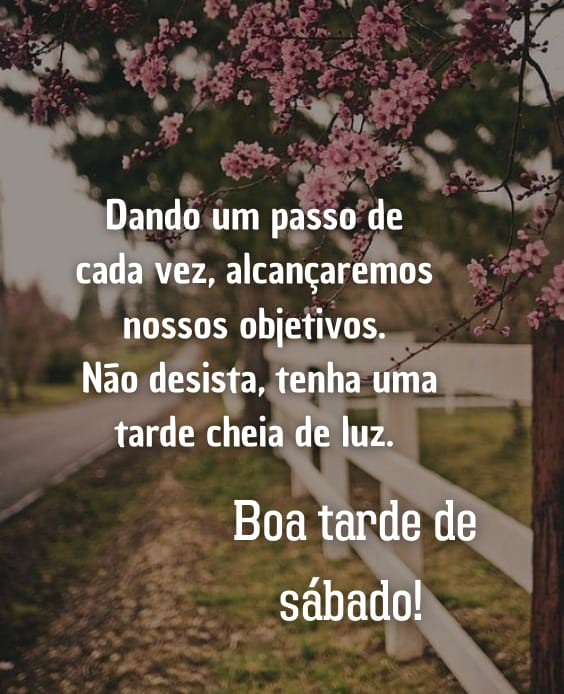 Dando um passo de
cada vez, alcançaremos
nossos objetivos.
Não desista, tenha uma
tarde cheia de luz.
Boa tarde de
sábado!